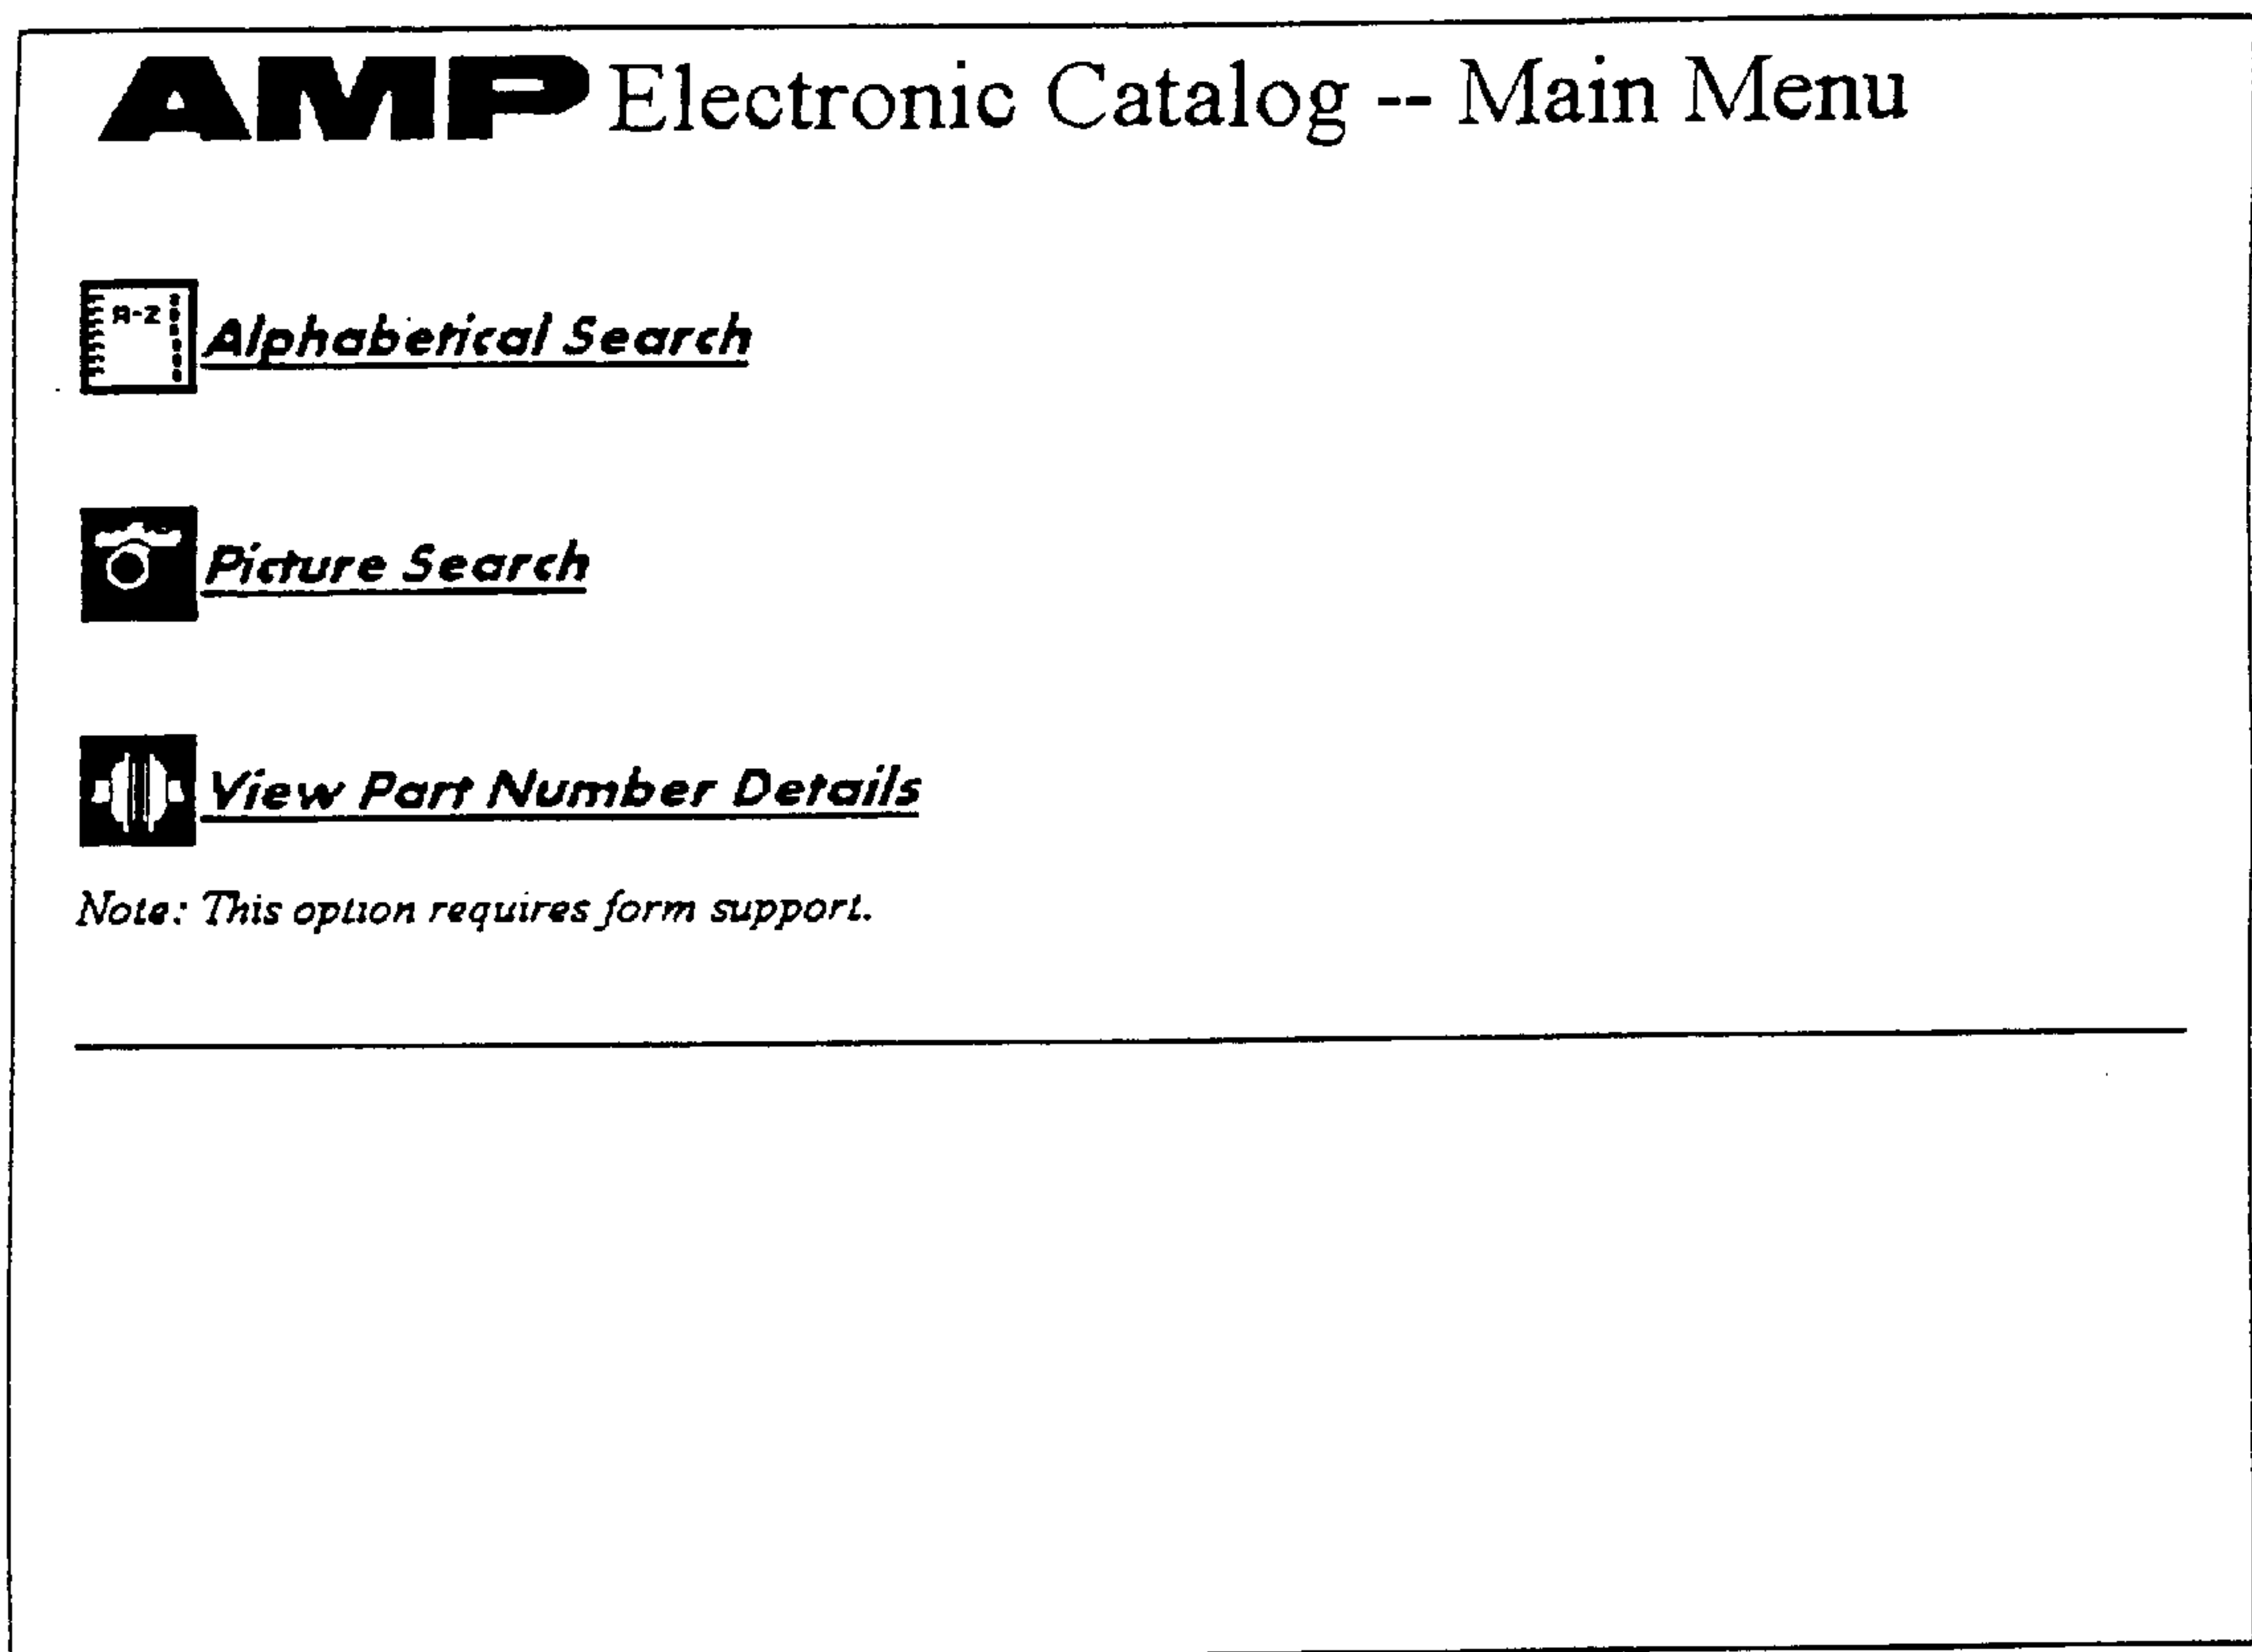 AMP Electronic Catalog -- Main Menu
A-Z
Alphabetical Search
Picture Search
View Part Number Details
Note: This option requires form support.